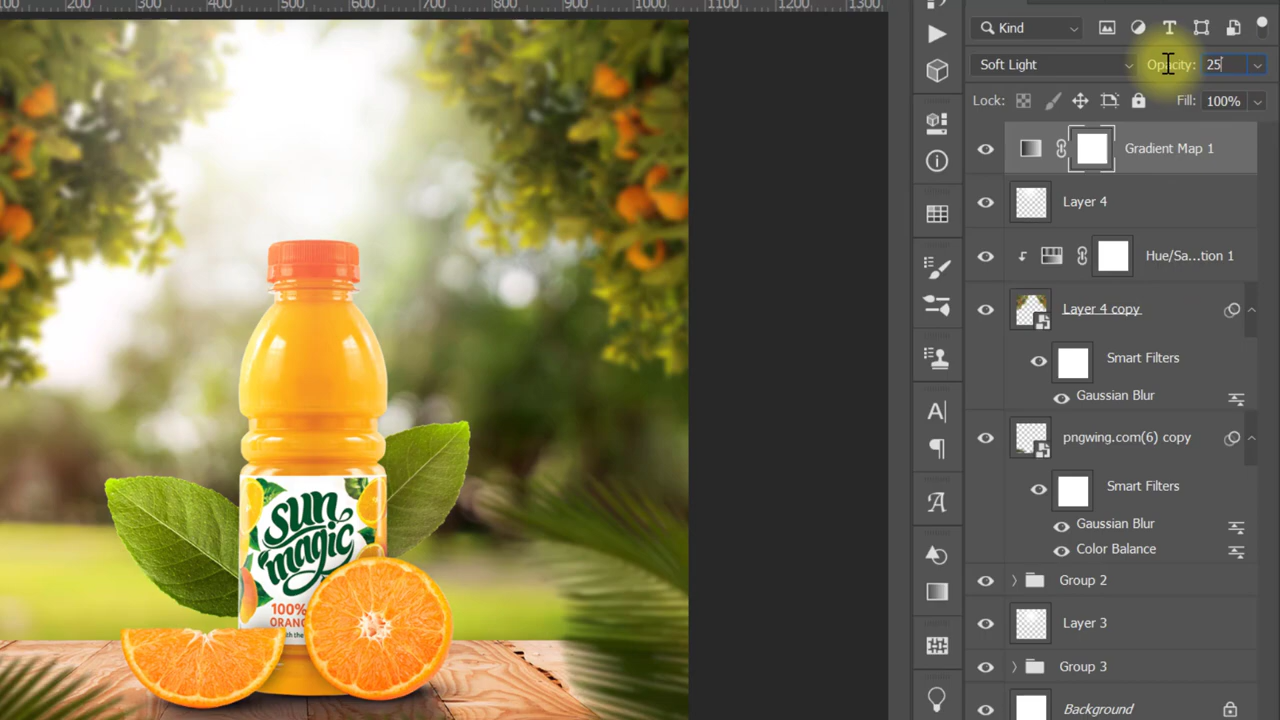 100 200 300 400 500 600 700 800 900 1000 1100 1200 1300
Kind
Soft Light Opacity: 25
Lock: Fill: 100%
Gradient Map 1
Layer 4
Hue/Sa...tion 1
Layer 4 copy
Smart Filters
Gaussian Blur
pngwing.com(6) copy
Smart Filters
Gaussian Blur
Color Balance
Group 2
Layer 3
Group 3
Background
sun
magic
100%
ORANG